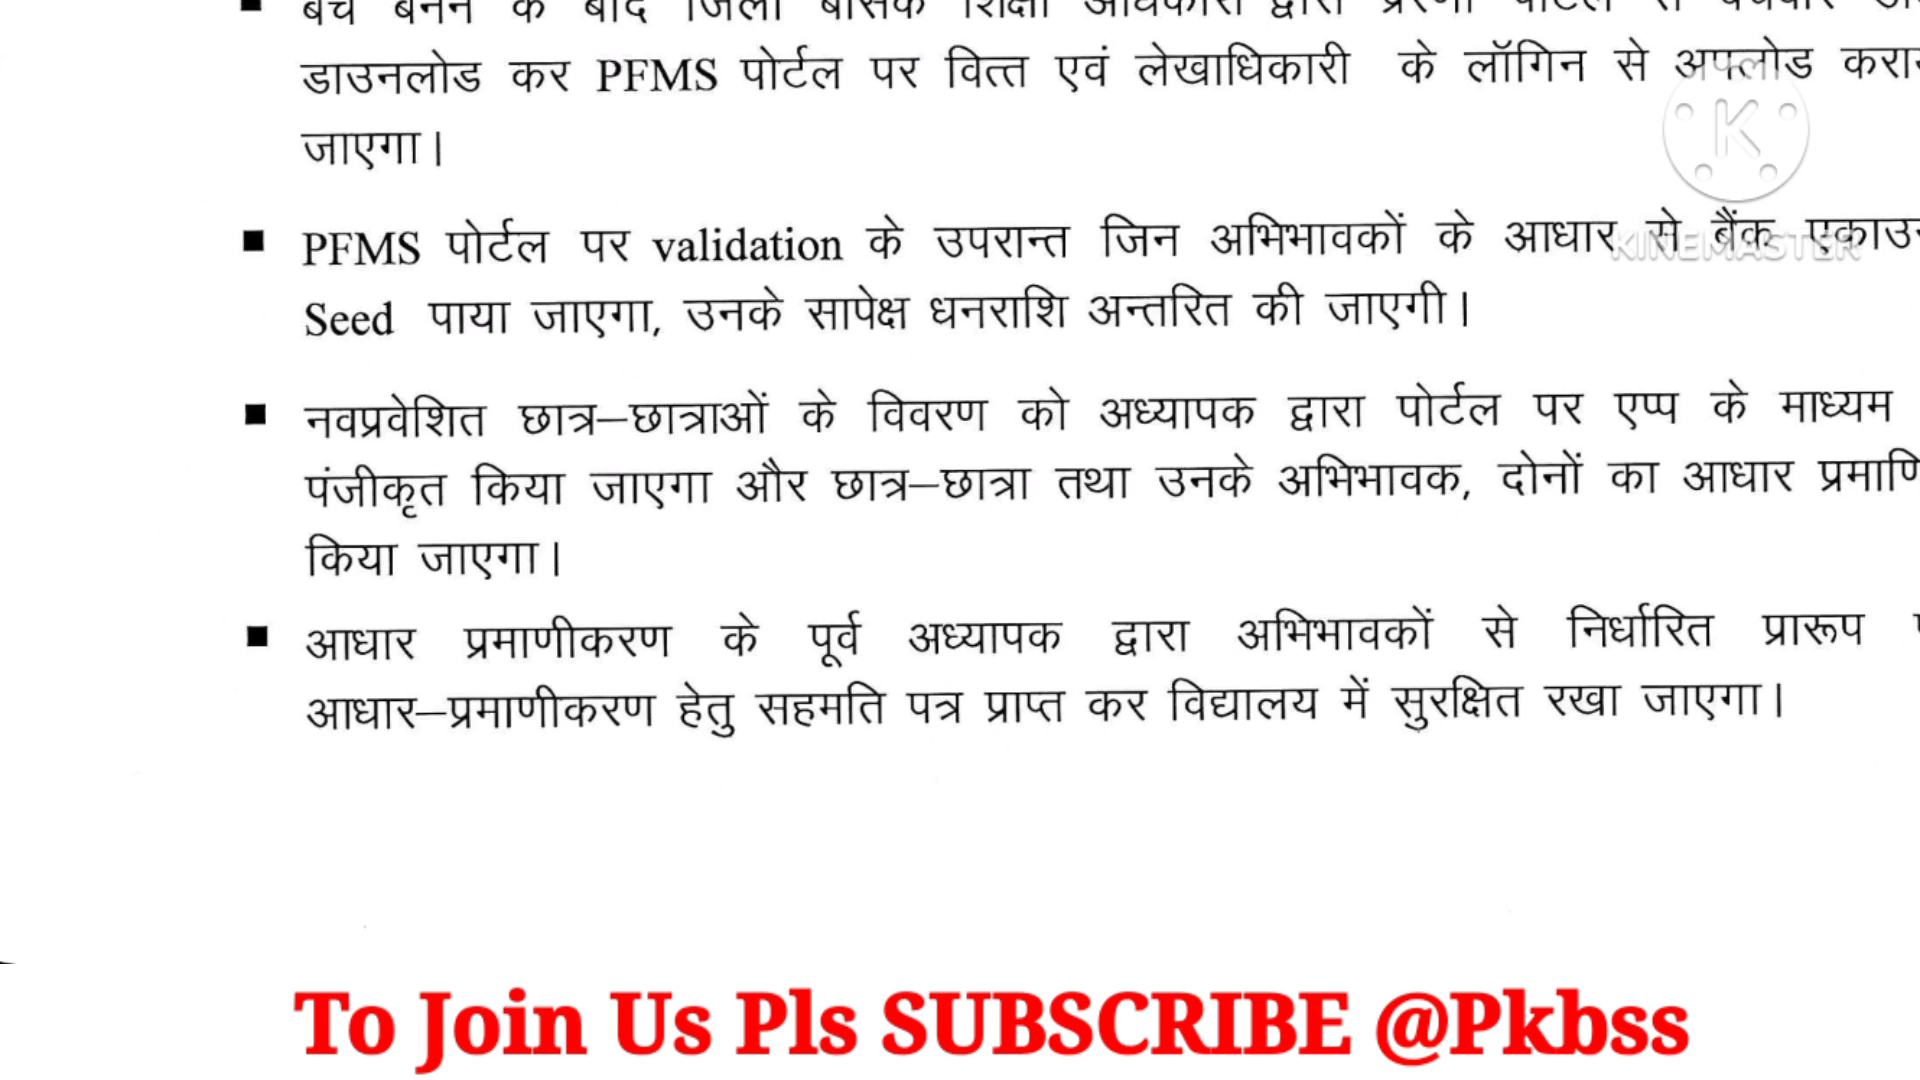 डाउनलोड कर PFMS पोर्टल पर वित्त एवं लेखाधिकारी के लॉगिन से अपलोड
जाएगा।
■ PFMS पोर्टल पर validation के उपरान्त जिन अभिभावकों के आधार से बैंक
KINEMASTER
Seed पाया जाएगा, उनके सापेक्ष धनराशि अन्तरित की जाएगी।
■ नवप्रवेशित छात्र–छात्राओं के विवरण को अध्यापक द्वारा पोर्टल पर एप्प के माध्यम
पंजीकृत किया जाएगा और छात्र–छात्रा तथा उनके अभिभावक, दोनों का आधार
किया जाएगा।
■ आधार प्रमाणीकरण के पूर्व अध्यापक द्वारा अभिभावकों से निर्धारित प्रारूप
आधार–प्रमाणीकरण हेतु सहमति पत्र प्राप्त कर विद्यालय में सुरक्षित रखा जाएगा।
To Join Us Pls SUBSCRIBE @Pkbss